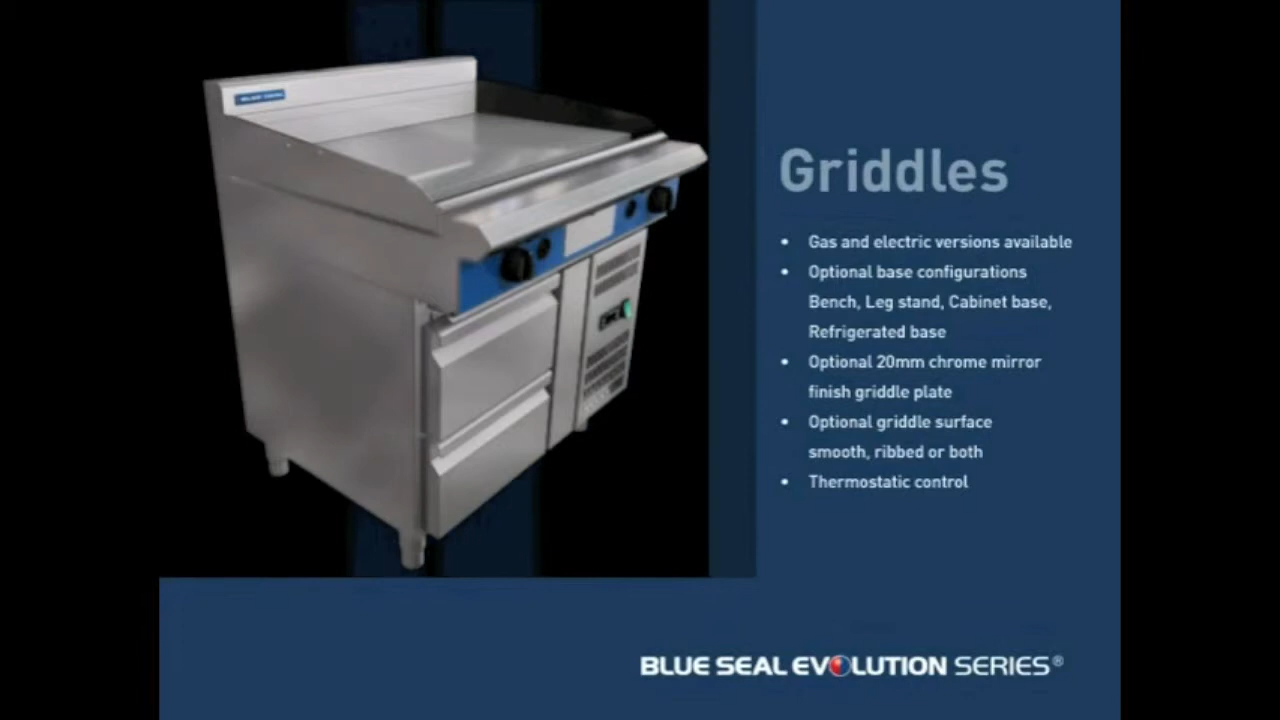 Griddles
• Gas and electric versions available
• Optional base configurations
Bench, Leg stand, Cabinet base,
Refrigerated base
• Optional 20mm chrome mirror
finish griddle plate
• Optional griddle surface
smooth, ribbed or both
• Thermostatic control
BLUE SEAL EVOLUTION SERIES®